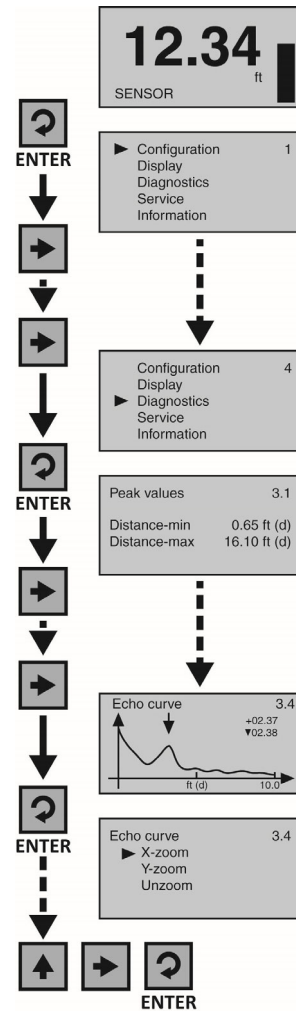 12.34
ft
SENSOR
ENTER
Configuration 1
Display
Diagnostics
Service
Information
Configuration 4
Display
Diagnostics
Service
Information
ENTER
Peak values 3.1
Distance-min 0.65 ft (d)
Distance-max 16.10 ft (d)
Echo curve 3.4
+02.37
▼02.38
ft (d) 10.0
ENTER
Echo curve 3.4
X-zoom
Y-zoom
Unzoom
ENTER